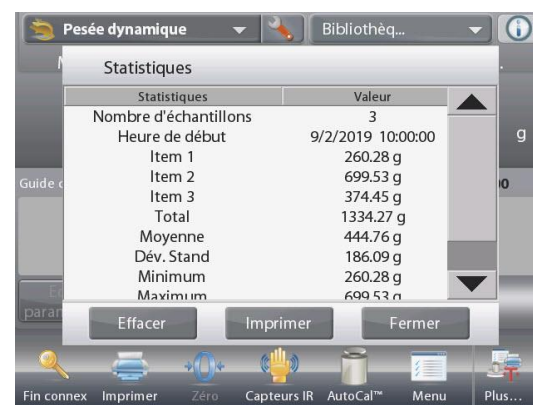 Pesée dynamique Bibliothèq...
Statistiques
Statistiques Valeur
Nombre d'échantillons 3
Heure de début 9/2/2019 10:00:00
Item 1 260.28 g
Item 2 699.53 g
Item 3 374.45 g
Total 1334.27 g
Moyenne 444.76 g
Dév. Stand 186.09 g
Minimum 260.28 g
Maximum 699.53 g
g
Guide
Effacer Imprimer Fermer
Fin connex Imprimer Zéro Capteurs IR AutoCal™ Menu Plus...